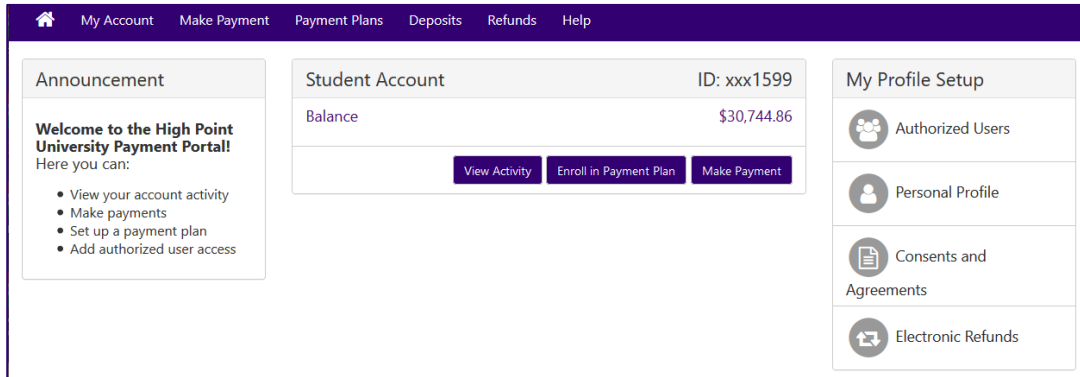 My Account Make Payment Payment Plans Deposits Refunds Help
Announcement
Welcome to the High Point
University Payment Portal!
Here you can:
• View your account activity
• Make payments
• Set up a payment plan
• Add authorized user access
Student Account ID: xxx1599
Balance $30,744.86
View Activity Enroll in Payment Plan Make Payment
My Profile Setup
Authorized Users
Personal Profile
Consents and
Agreements
Electronic Refunds